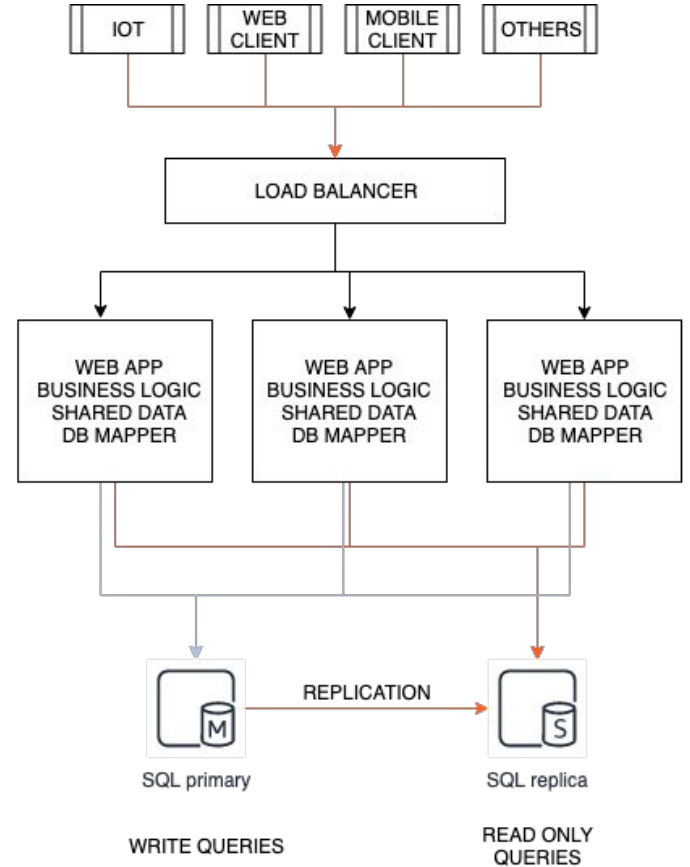 IOT
WEB
CLIENT
MOBILE
CLIENT
OTHERS
LOAD BALANCER
WEB APP
BUSINESS LOGIC
SHARED DATA
DB MAPPER
WEB APP
BUSINESS LOGIC
SHARED DATA
DB MAPPER
WEB APP
BUSINESS LOGIC
SHARED DATA
DB MAPPER
REPLICATION
M
S
SQL primary
SQL replica
WRITE QUERIES
READ ONLY
QUERIES